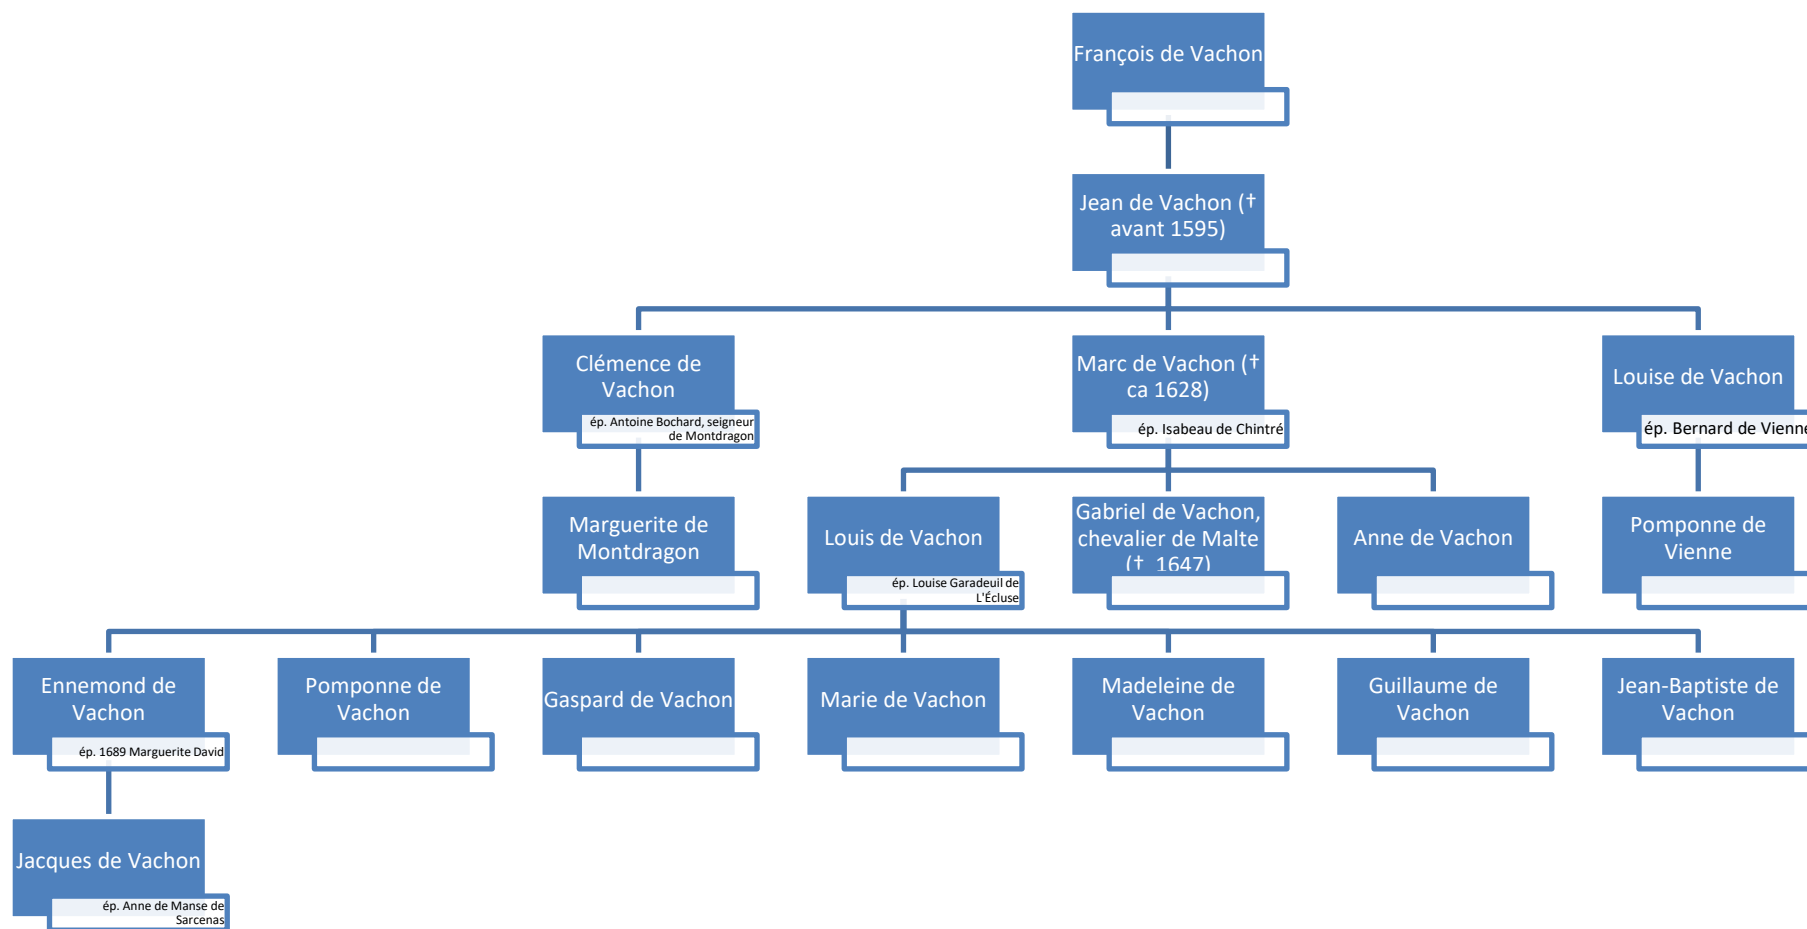 François de Vachon
Jean de Vachon (†
avant 1595)
Clémence de
Vachon
ép. Antoine Bochard, seigneur
de Montdragon
Marc de Vachon (†
ca 1628)
ép. Isabeau de Chintré
Louise de Vachon
ép. Bernard de Vienne
Marguerite de
Montdragon
Louis de Vachon
ép. Louise Garadeuil de
L'Écluse
Gabriel de Vachon,
chevalier de Malte
(† 1647)
Anne de Vachon
Pomponne de
Vienne
Ennemond de
Vachon
ép. 1689 Marguerite David
Pomponne de
Vachon
Gaspard de Vachon
Marie de Vachon
Madeleine de
Vachon
Guillaume de
Vachon
Jean-Baptiste de
Vachon
Jacques de Vachon
ép. Anne de Manse de
Sarcenas